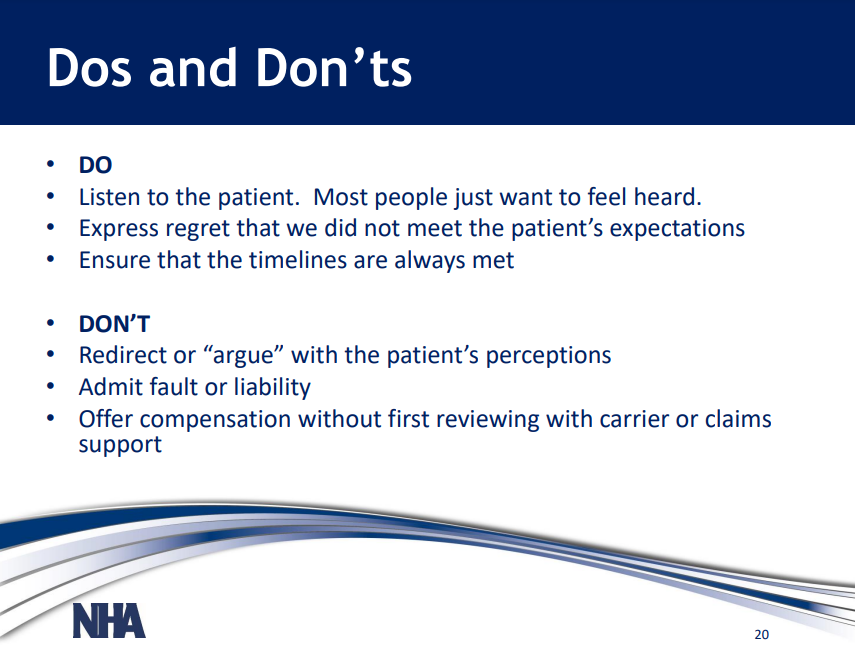 Dos and Don’ts
• DO
• Listen to the patient.  Most people just want to feel heard.
• Express regret that we did not meet the patient’s expectations
• Ensure that the timelines are always met
• DON’T
• Redirect or “argue” with the patient’s perceptions
• Admit fault or liability
• Offer compensation without first reviewing with carrier or claims
support
NHA
20